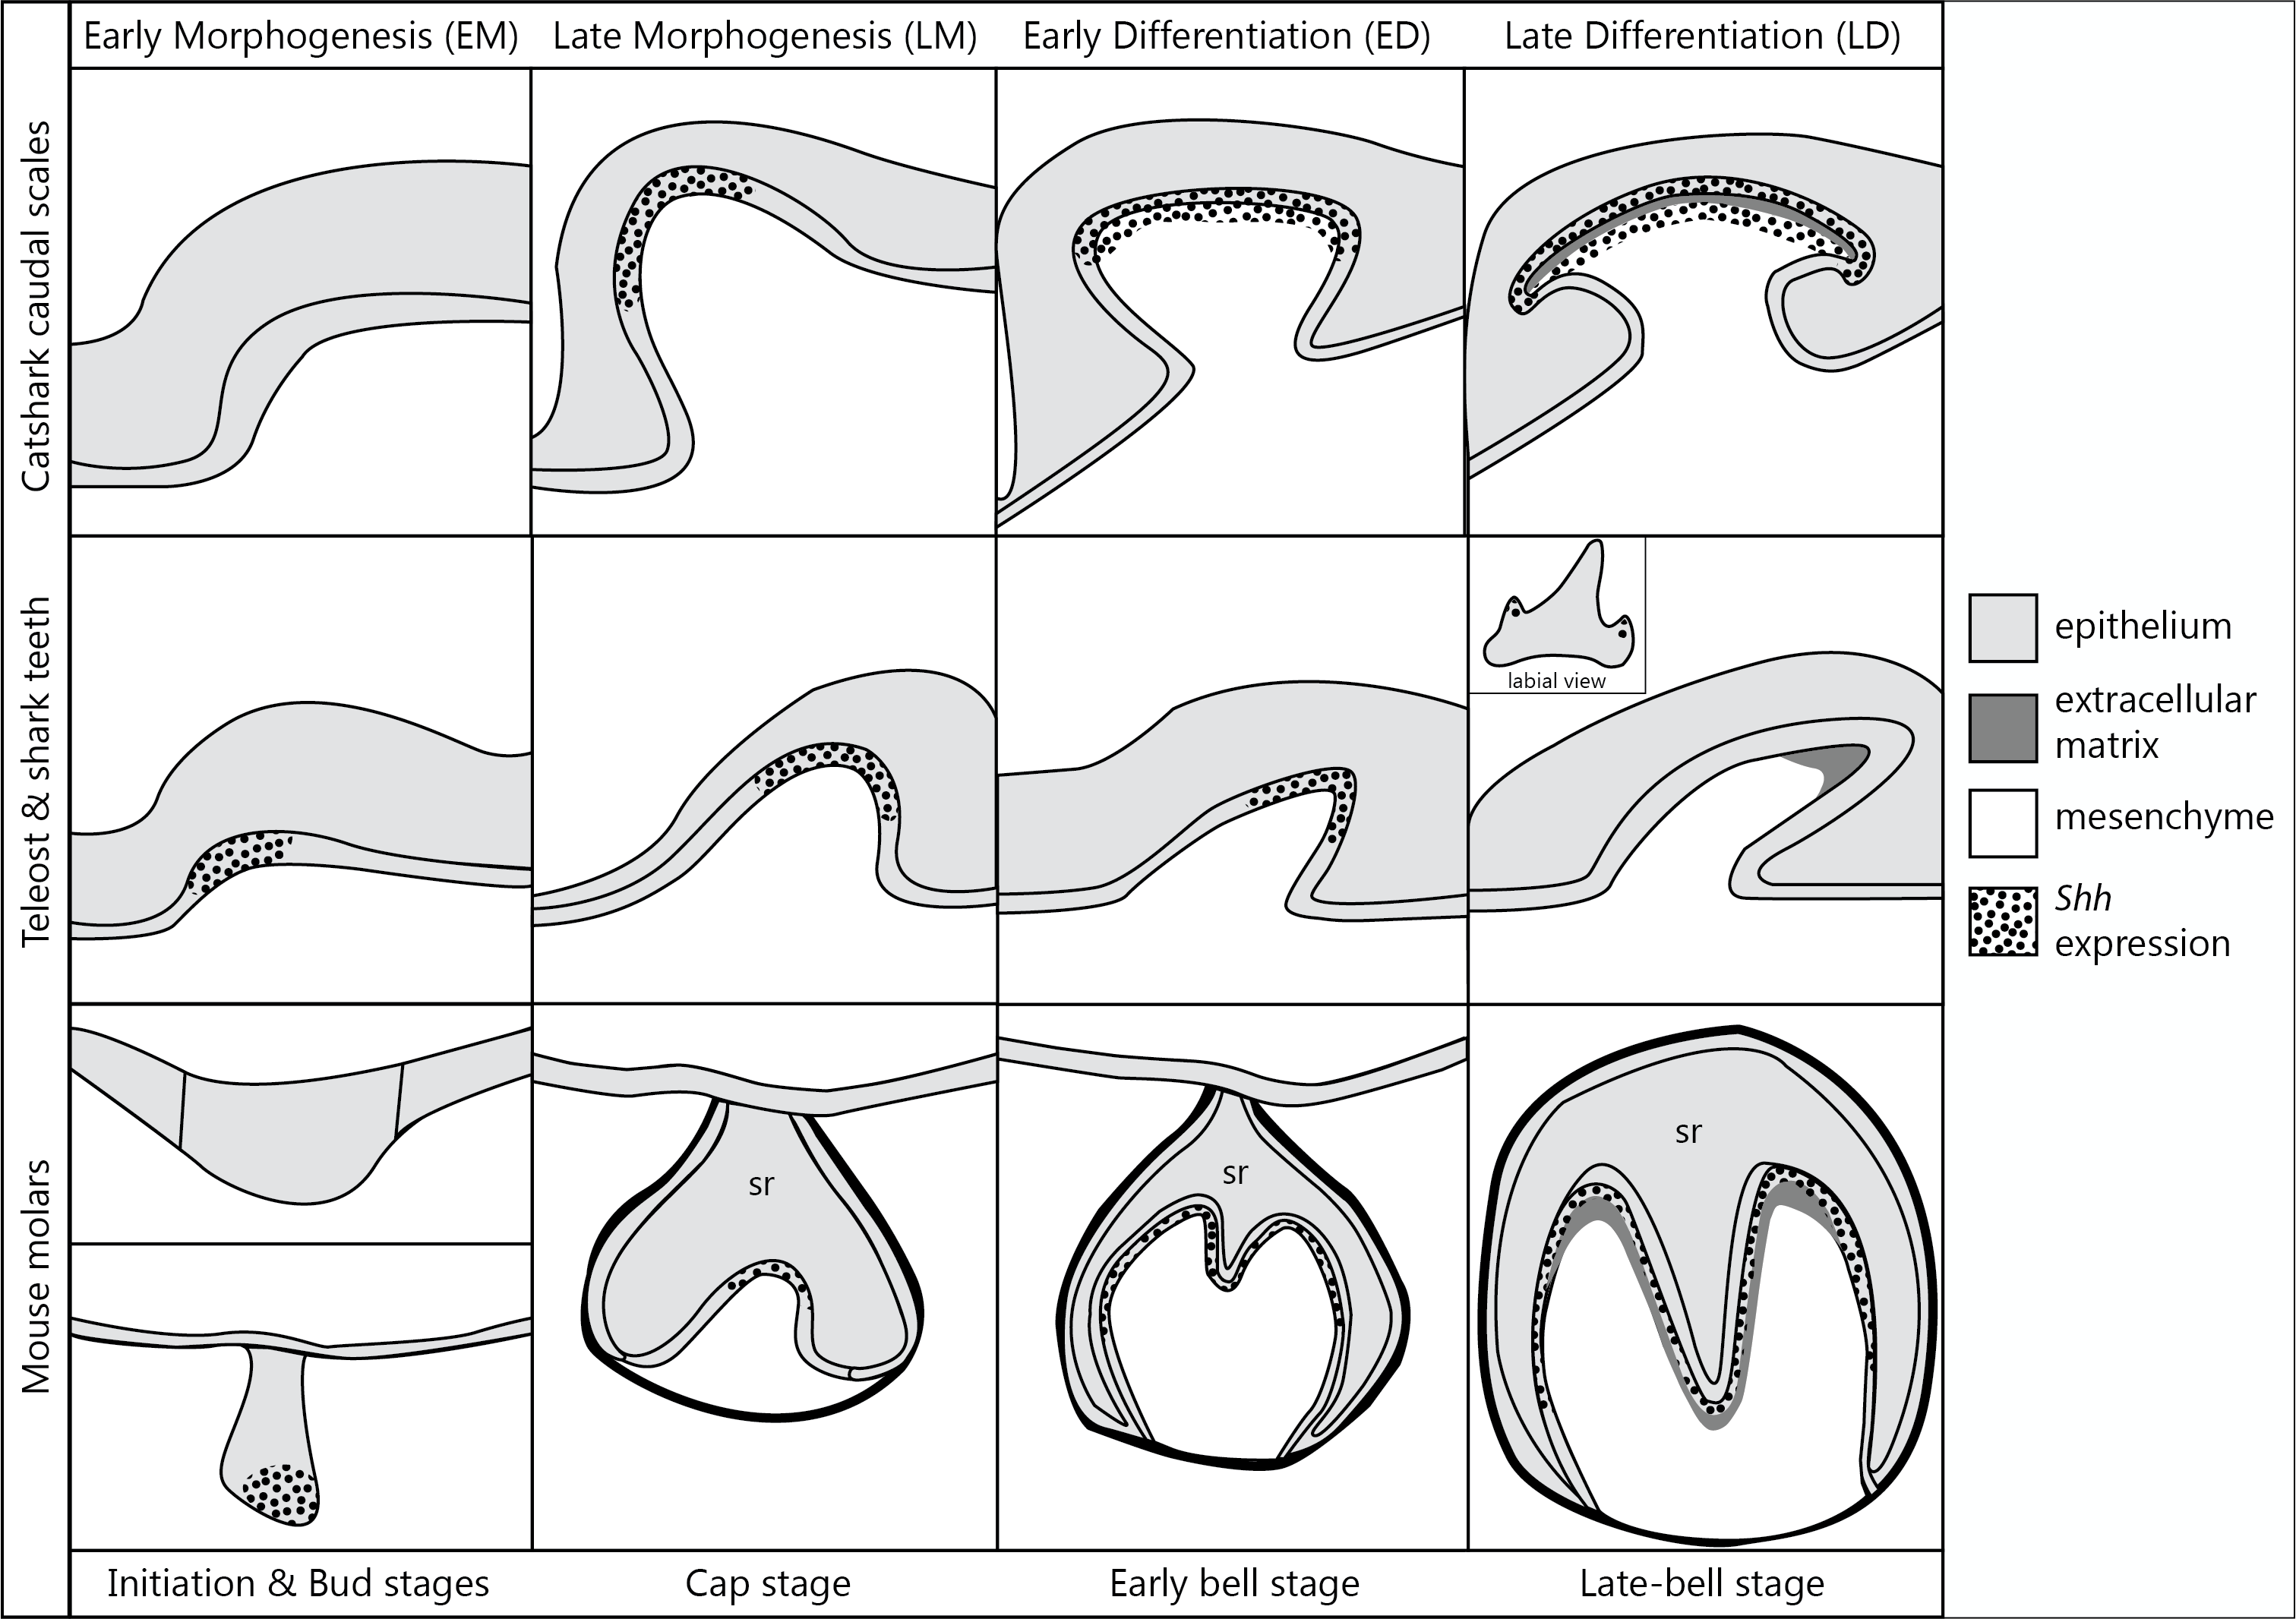 Early Morphogenesis (EM)
Late Morphogenesis (LM)
Early Differentiation (ED)
Late Differentiation (LD)
Catshark caudal scales
Teleost & shark teeth
labial view
Mouse molars
sr
sr
sr
Initiation & Bud stages
Cap stage
Early bell stage
Late-bell stage
epithelium
extracellular
matrix
mesenchyme
Shh
expression